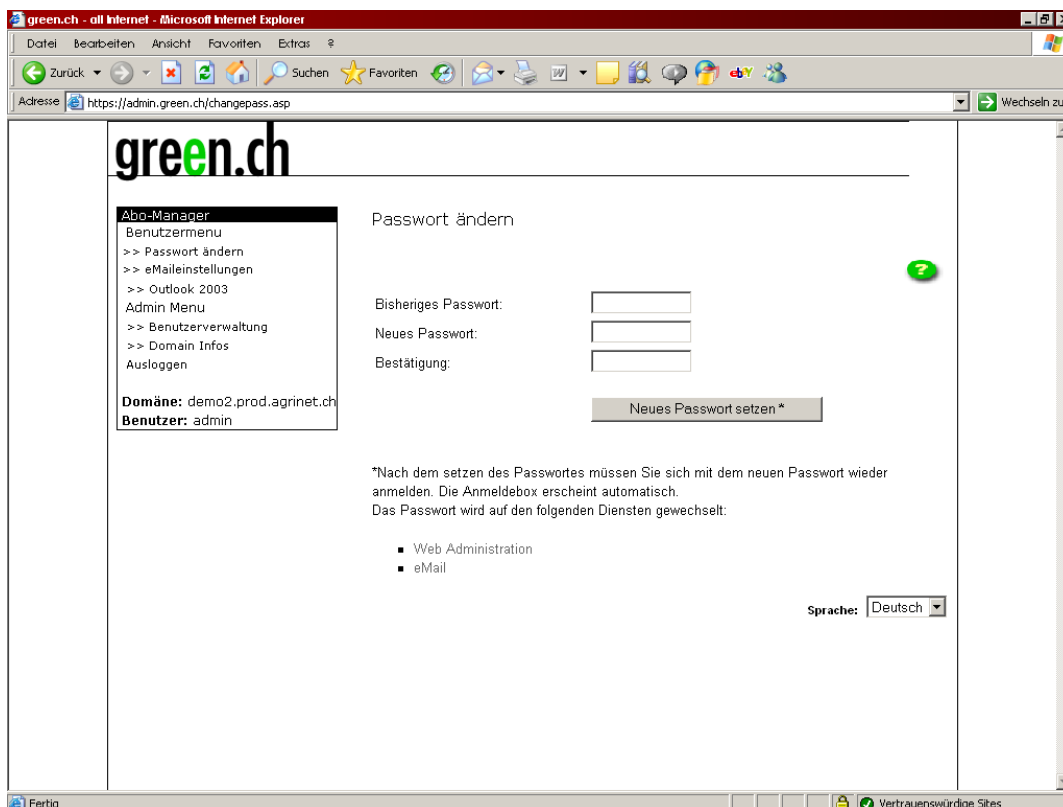 green.ch - all Internet - Microsoft Internet Explorer
Datei Bearbeiten Ansicht Favoriten Extras ?
Zurück Suchen Favoriten
Adresse https://admin.green.ch/changepass.asp Wechseln zu
green.ch
Abo-Manager
Benutzermenu
>> Passwort ändern
>> eMaileinstellungen
>> Outlook 2003
Admin Menu
>> Benutzerverwaltung
>> Domain Infos
Ausloggen
Domäne: demo2.prod.agrinet.ch
Benutzer: admin
Passwort ändern
?
Bisheriges Passwort:
Neues Passwort:
Bestätigung:
Neues Passwort setzen *
*Nach dem setzen des Passwortes müssen Sie sich mit dem neuen Passwort wieder
anmelden. Die Anmeldebox erscheint automatisch.
Das Passwort wird auf den folgenden Diensten gewechselt:
Web Administration
eMail
Sprache: Deutsch
Fertig Vertrauenswürdige Sites